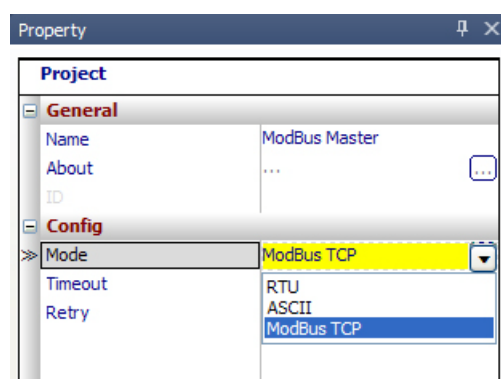 Property
Project
General
Name ModBus Master
About ... ...
ID
Config
Mode ModBus TCP
Timeout RTU
ASCII
Retry ModBus TCP